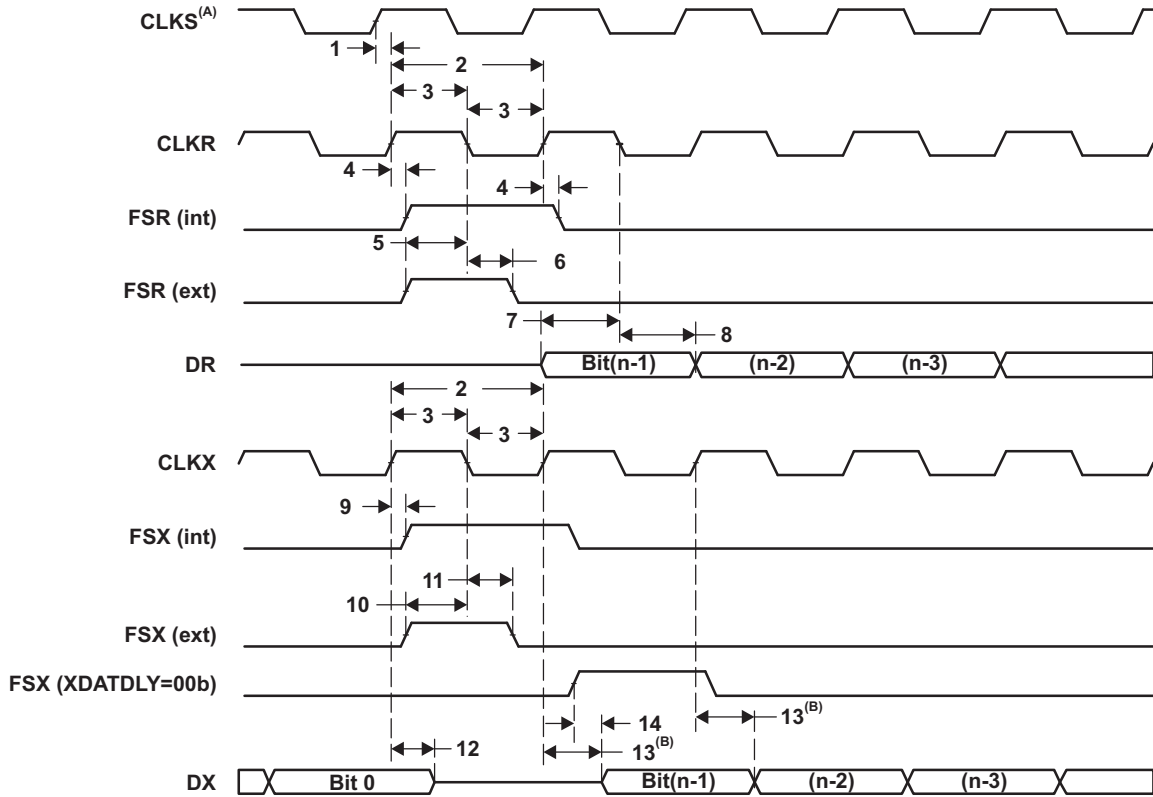 CLKS(A)
1
2
3
3
CLKR
4
4
FSR (int)
5
6
FSR (ext)
7
8
DR
Bit(n-1)
(n-2)
(n-3)
2
3
3
CLKX
9
FSX (int)
11
10
FSX (ext)
FSX (XDATDLY=00b)
14
13(B)
12
13(B)
DX
Bit 0
Bit(n-1)
(n-2)
(n-3)